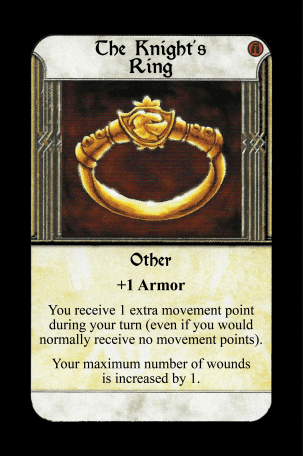 The Knight's
Ring
a
Other
+1 Armor
You receive 1 extra movement point
during your turn (even if you would
normally receive no movement points).
Your maximum number of wounds
is increased by 1.